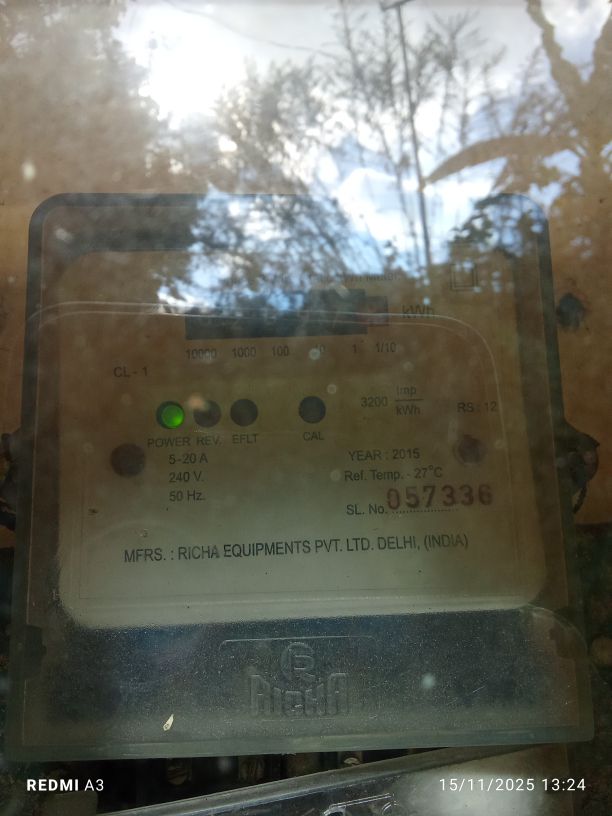 kWh
10000 1000 100 10 1 1/10
CL - 1
3200 Imp/kWh
RS : 12
POWER REV. EFLT CAL
5-20 A
240 V.
50 Hz.
YEAR : 2015
Ref. Temp. - 27°C
SL. No. 057336
MFRS. : RICHA EQUIPMENTS PVT. LTD. DELHI, (INDIA)
RICHA
REDMI A3
15/11/2025 13:24